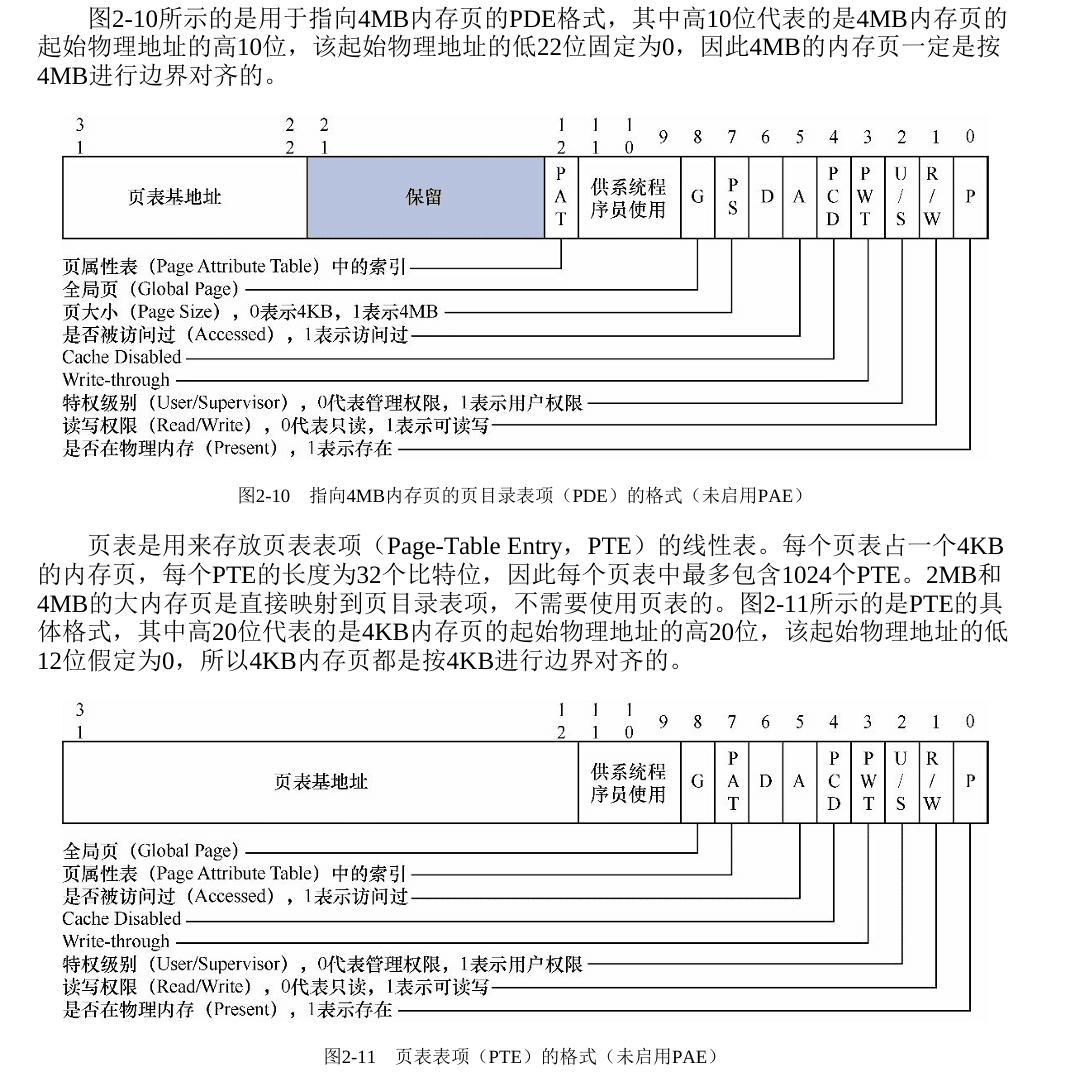 图2-10所示的是用于指向4MB内存页的PDE格式，其中高10位代表的是4MB内存页的
起始物理地址的高10位，该起始物理地址的低22位固定为0，因此4MB的内存页一定是按
4MB进行边界对齐的。
3 2 2 1 1 1
1 2 1 2 1 0 9 8 7 6 5 4 3 2 1 0
页表基地址 保留 PAT 供系统程序员使用 G PS D A PCD PWT U/S R/W P
页属性表（Page Attribute Table）中的索引
全局页（Global Page）
页大小（Page Size），0表示4KB，1表示4MB
是否被访问过（Accessed），1表示访问过
Cache Disabled
Write-through
特权级别（User/Supervisor），0代表管理权限，1表示用户权限
读写权限（Read/Write），0代表只读，1表示可读写
是否在物理内存（Present），1表示存在
图2-10 指向4MB内存页的页目录表项（PDE）的格式（未启用PAE）
页表是用来存放页表表项（Page-Table Entry，PTE）的线性表。每个页表占一个4KB
的内存页，每个PTE的长度为32个比特位，因此每个页表中最多包含1024个PTE。2MB和
4MB的大内存页是直接映射到页目录表项，不需要使用页表的。图2-11所示的是PTE的具
体格式，其中高20位代表的是4KB内存页的起始物理地址的高20位，该起始物理地址的低
12位假定为0，所以4KB内存页都是按4KB进行边界对齐的。
3 1 1 1
1 2 1 0 9 8 7 6 5 4 3 2 1 0
页表基地址 供系统程序员使用 G PAT D A PCD PWT U/S R/W P
全局页（Global Page）
页属性表（Page Attribute Table）中的索引
是否被访问过（Accessed），1表示访问过
Cache Disabled
Write-through
特权级别（User/Supervisor），0代表管理权限，1表示用户权限
读写权限（Read/Write），0代表只读，1表示可读写
是否在物理内存（Present），1表示存在
图2-11 页表表项（PTE）的格式（未启用PAE）